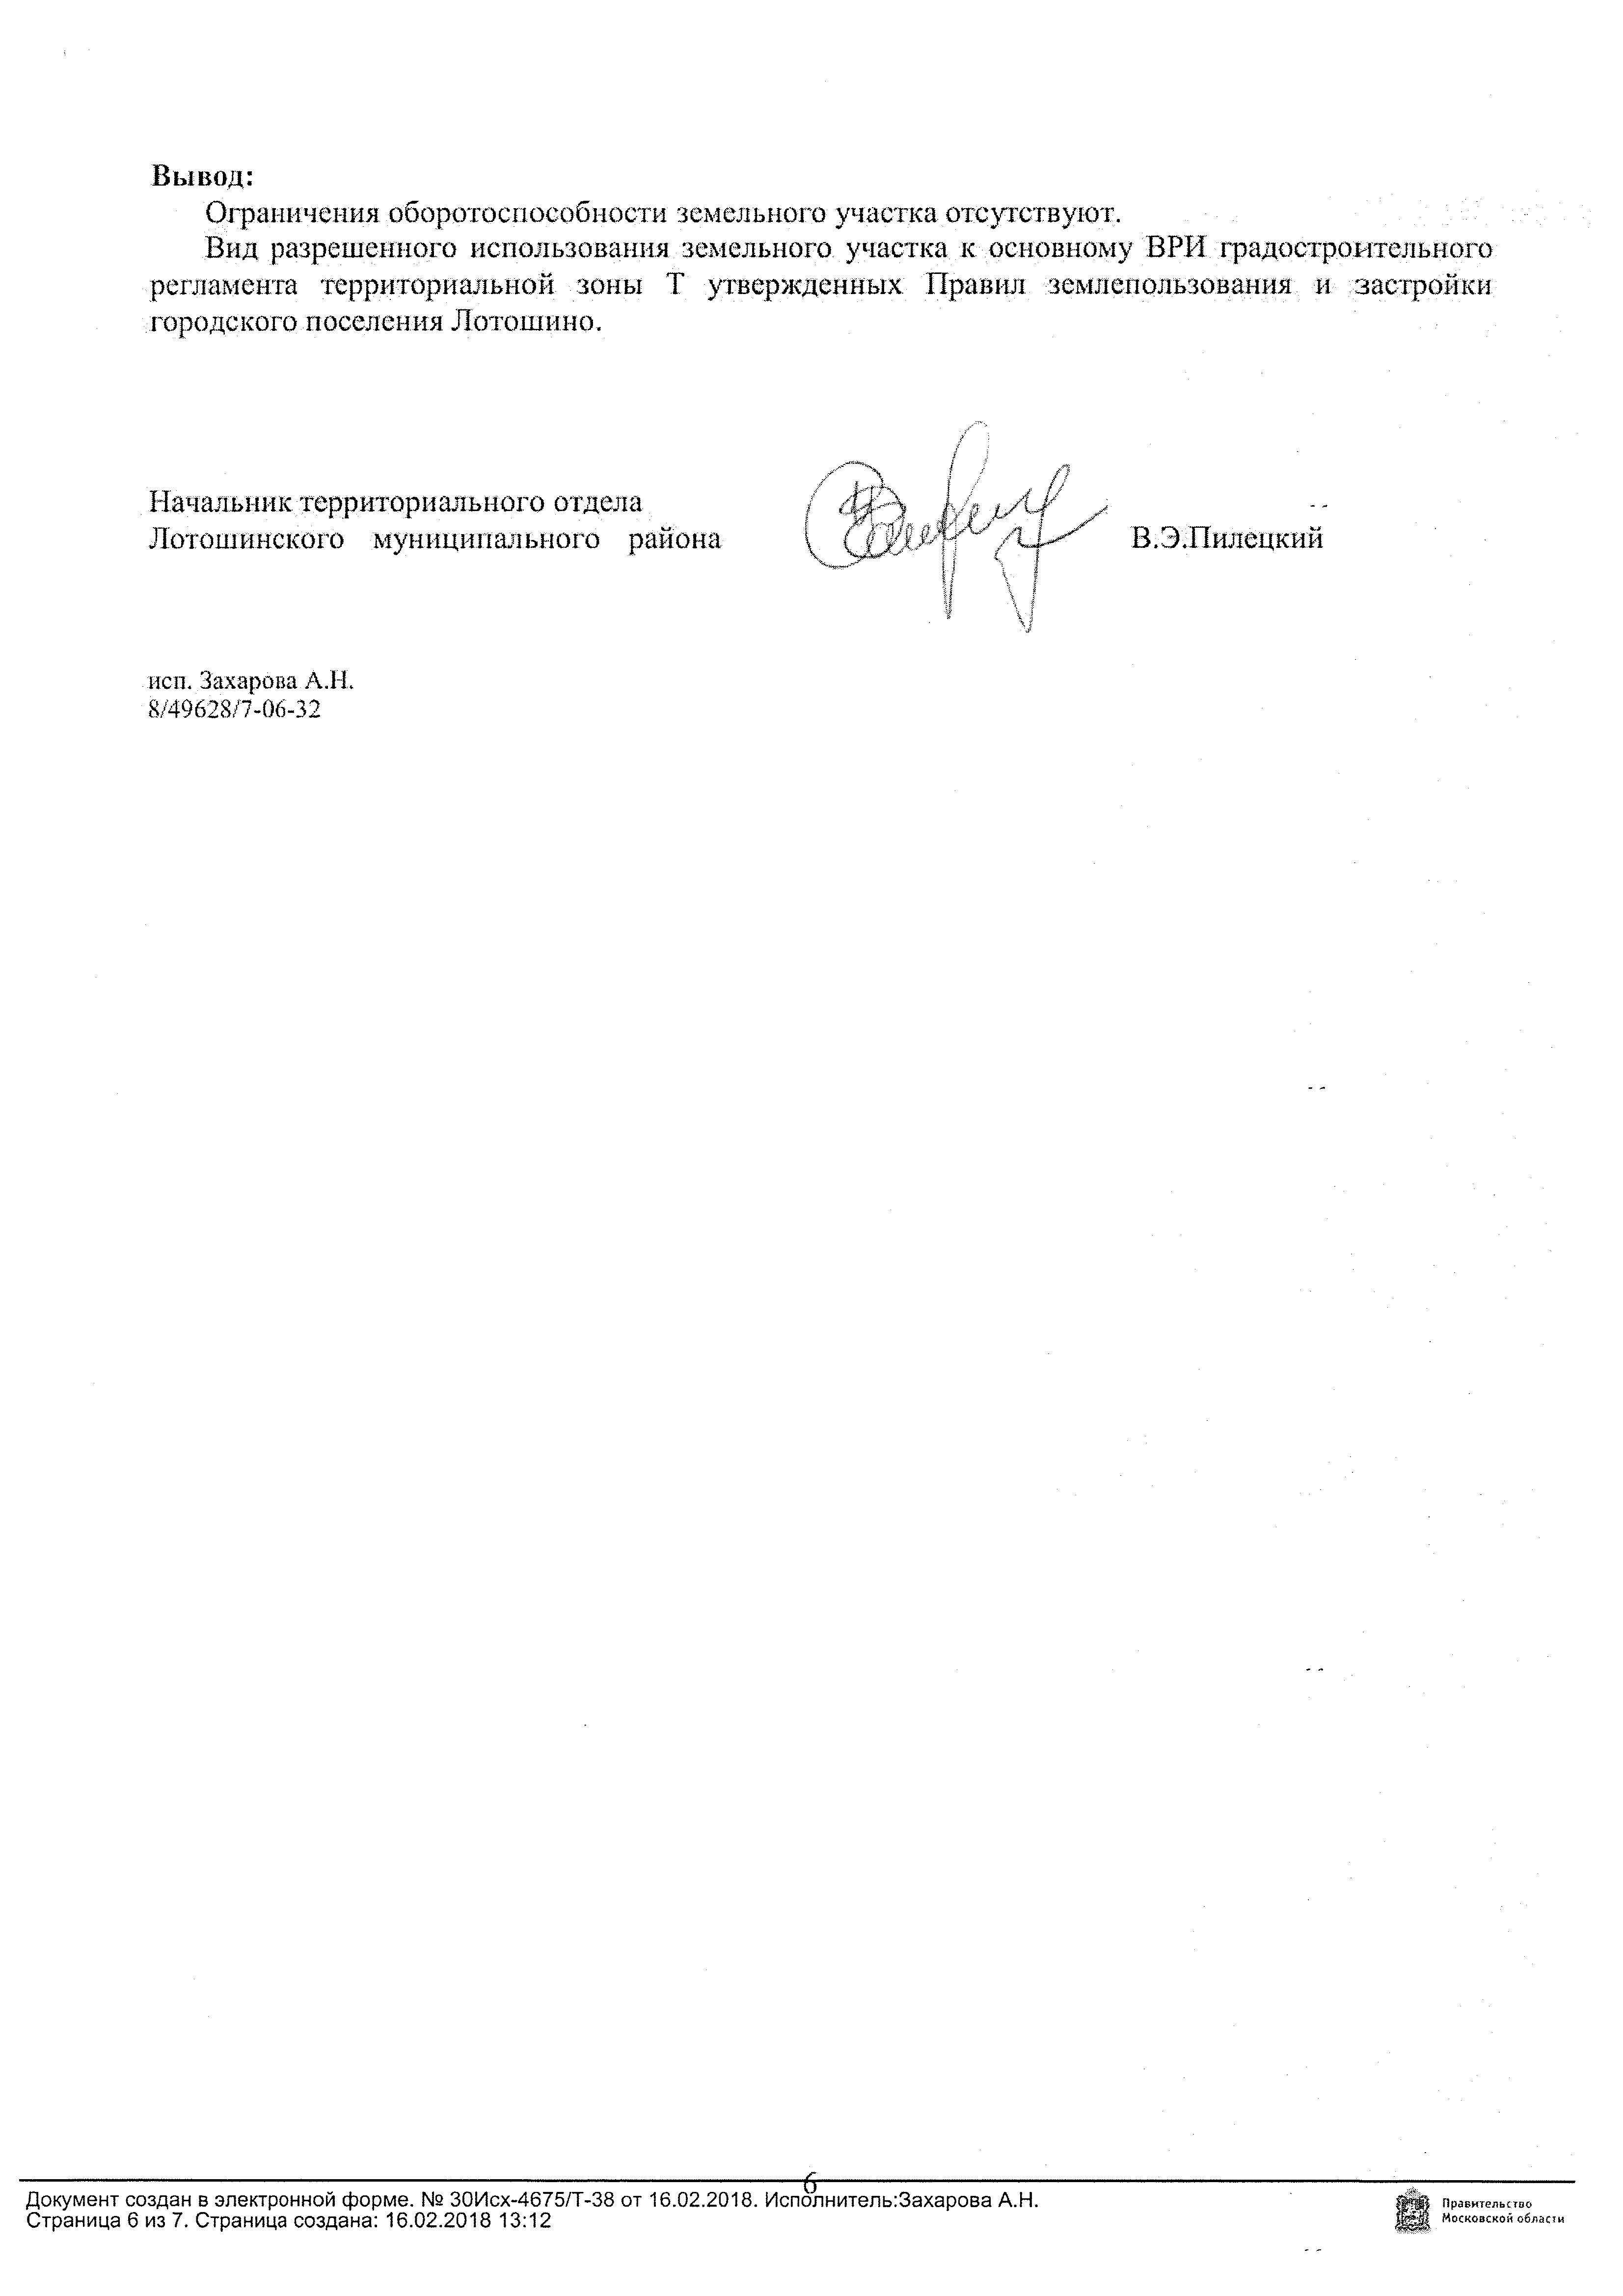 Вывод:
Ограничения оборотоспособности земельного участка отсутствуют.
Вид разрешенного использования земельного участка к основному ВРИ градостроительного
регламента территориальной зоны Т утвержденных Правил землепользования и застройки
городского поселения Лотошино.
Начальник территориального отдела
Лотошинского муниципального района
В.Э.Пилецкий
исп. Захарова А.Н.
8/49628/7-06-32
6
Документ создан в электронной форме. № 30Исх-4675/Т-38 от 16.02.2018. Исполнитель:Захарова А.Н.
Страница 6 из 7. Страница создана: 16.02.2018 13:12
Правительство
Московской области